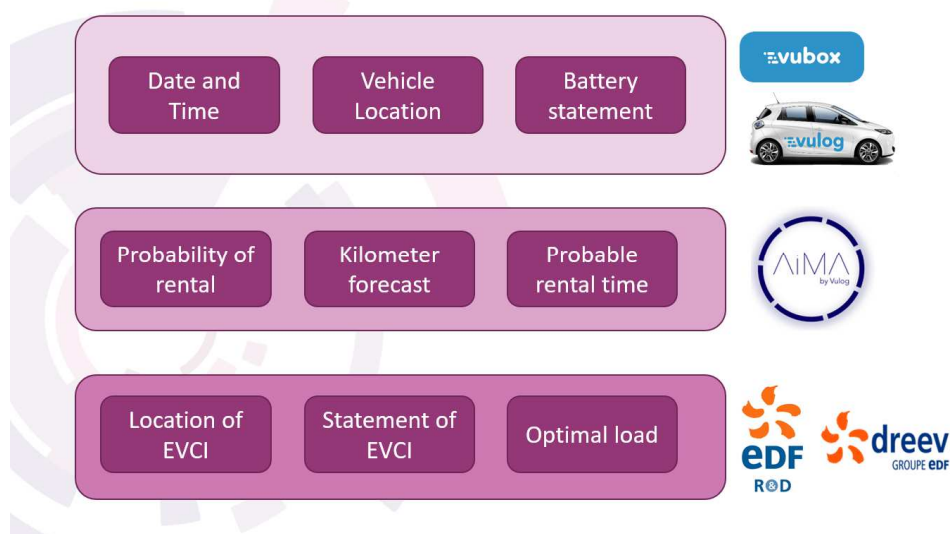 Date and
Time
Vehicle
Location
Battery
statement
vubox
vulog
Probability of
rental
Kilometer
forecast
Probable
rental time
AiMA
by Vulog
Location of
EVCI
Statement of
EVCI
Optimal load
eDF
R&D
dreev
GROUPE eDF